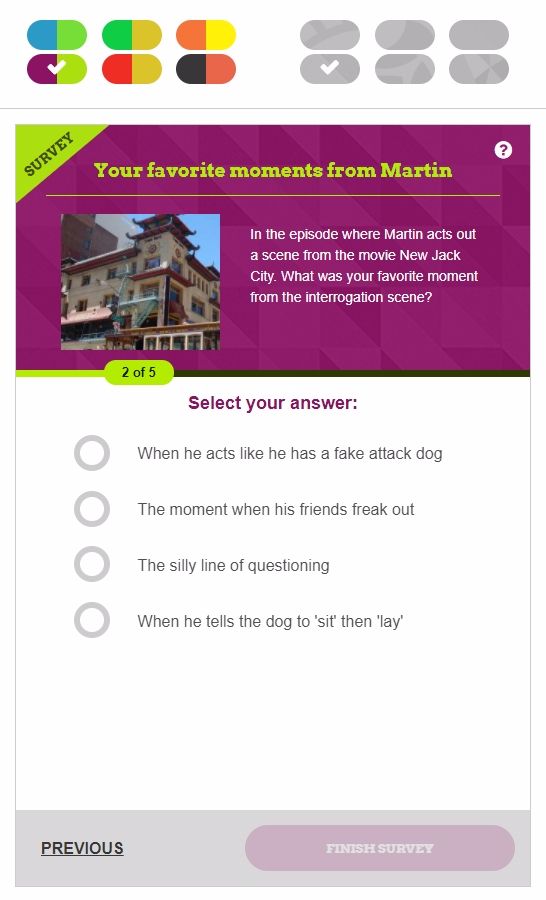 SURVEY
?
Your favorite moments from Martin
In the episode where Martin acts out
a scene from the movie New Jack
City. What was your favorite moment
from the interrogation scene?
2 of 5
Select your answer:
When he acts like he has a fake attack dog
The moment when his friends freak out
The silly line of questioning
When he tells the dog to 'sit' then 'lay'
PREVIOUS
FINISH SURVEY